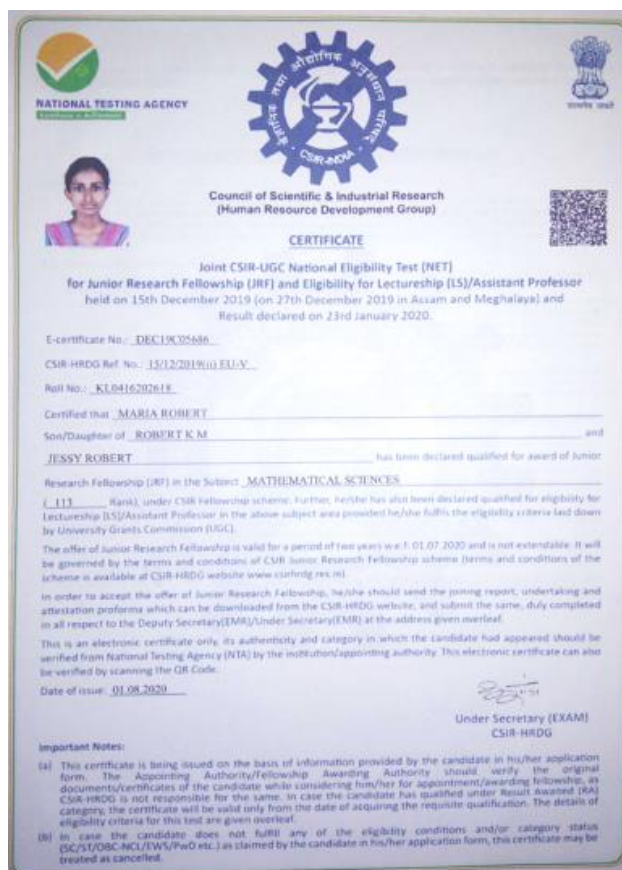 NATIONAL TESTING AGENCY
Excellence in Assessment
वैज्ञानिक तथा औद्योगिक अनुसंधान परिषद्
CSIR-INDIA
सत्यमेव जयते
Council of Scientific & Industrial Research
(Human Resource Development Group)
CERTIFICATE
Joint CSIR-UGC National Eligibility Test (NET)
for Junior Research Fellowship (JRF) and Eligibility for Lectureship (LS)/Assistant Professor
held on 15th December 2019 (on 27th December 2019 in Assam and Meghalaya) and
Result declared on 23rd January 2020.
E-certificate No.: DEC19C05686
CSIR-HRDG Ref. No.: 15/12/2019(ii) EU-V
Roll No.: KL0416202618
Certified that MARIA ROBERT
Son/Daughter of ROBERT K M and
JESSY ROBERT has been declared qualified for award of Junior
Research Fellowship (JRF) in the Subject MATHEMATICAL SCIENCES
( 113 Rank), under CSIR Fellowship scheme. Further, he/she has also been declared qualified for eligibility for
Lectureship (LS)/Assistant Professor in the above subject area provided he/she fulfils the eligibility criteria laid down
by University Grants Commission (UGC).
The offer of Junior Research Fellowship is valid for a period of two years w.e.f. 01.07.2020 and is not extendable. It will
be governed by the terms and conditions of CSIR Junior Research Fellowship scheme (terms and conditions of the
scheme is available at CSIR-HRDG website www.csirhrdg.res.in)
In order to accept the offer of Junior Research Fellowship, he/she should send the joining report, undertaking and
attestation proforma which can be downloaded from the CSIR-HRDG website, and submit the same, duly completed
in all respect to the Deputy Secretary(EMR)/Under Secretary(EMR) at the address given overleaf.
This is an electronic certificate only, its authenticity and category in which the candidate had appeared should be
verified from National Testing Agency (NTA) by the institution/appointing authority. This electronic certificate can also
be verified by scanning the QR Code.
Date of issue: 01.08.2020
Under Secretary (EXAM)
CSIR-HRDG
Important Notes:
(a) This certificate is being issued on the basis of information provided by the candidate in his/her application
form. The Appointing Authority/Fellowship Awarding Authority should verify the original
documents/certificates of the candidate while considering him/her for appointment/awarding fellowship, as
CSIR-HRDG is not responsible for the same. In case the candidate has qualified under Result Awaited (RA)
category, the certificate will be valid only from the date of acquiring the requisite qualification. The details of
eligibility criteria for this test are given overleaf.
(b) In case the candidate does not fulfill any of the eligibility conditions and/or category status
(SC/ST/OBC-NCL/EWS/PwD etc.) as claimed by the candidate in his/her application form, this certificate may be
treated as cancelled.